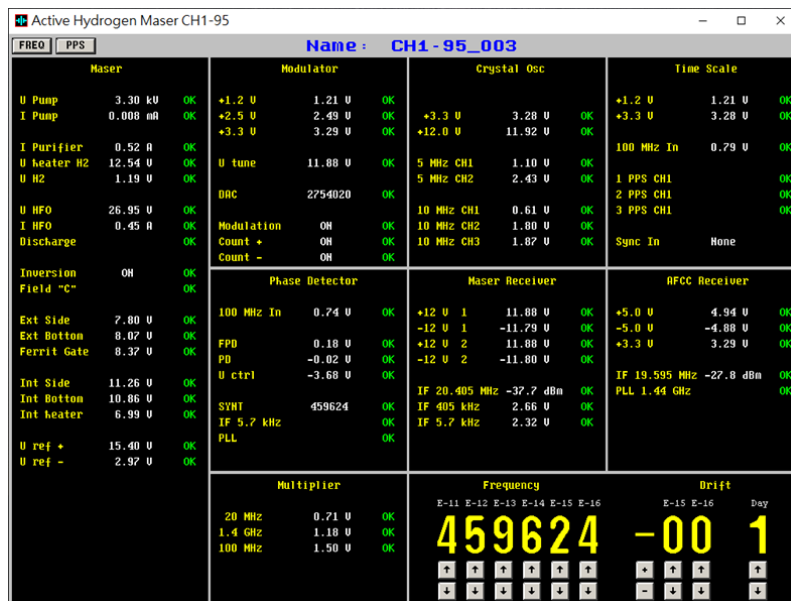 Active Hydrogen Maser CH1-95
FREQ PPS Name : CH1-95_003
Maser
U Pump 3.30 kV OK
I Pump 0.008 mA OK
I Purifier 0.52 A OK
U heater H2 12.54 V OK
U H2 1.19 V OK
U HFO 26.95 V OK
I HFO 0.45 A OK
Discharge OK
Inversion ON OK
Field "C" OK
Ext Side 7.80 V OK
Ext Bottom 8.07 V OK
Ferrit Gate 8.37 V OK
Int Side 11.26 V OK
Int Bottom 10.86 V OK
Int heater 6.99 V OK
U ref + 15.40 V OK
U ref - 2.97 V OK
Modulator
+1.2 V 1.21 V OK
+2.5 V 2.49 V OK
+3.3 V 3.29 V OK
U tune 11.88 V OK
DAC 2754020 OK
Modulation ON OK
Count + ON OK
Count - ON OK
Crystal Osc
+3.3 V 3.28 V OK
+12.0 V 11.92 V OK
5 MHz CH1 1.10 V OK
5 MHz CH2 2.43 V OK
10 MHz CH1 0.61 V OK
10 MHz CH2 1.80 V OK
10 MHz CH3 1.87 V OK
Time Scale
+1.2 V 1.21 V OK
+3.3 V 3.28 V OK
100 MHz In 0.79 V OK
1 PPS CH1 OK
2 PPS CH1 OK
3 PPS CH1 OK
Sync In None
Phase Detector
100 MHz In 0.74 V OK
FPD 0.18 V OK
PD -0.02 V OK
U ctrl -3.68 V OK
SYNT 459624 OK
IF 5.7 kHz OK
PLL OK
Maser Receiver
+12 V 1 11.88 V OK
-12 V 1 -11.79 V OK
+12 V 2 11.88 V OK
-12 V 2 -11.80 V OK
IF 20.405 MHz -37.7 dBm OK
IF 405 kHz 2.66 V OK
IF 5.7 kHz 2.32 V OK
AFCC Receiver
+5.0 V 4.94 V OK
-5.0 V -4.88 V OK
+3.3 V 3.29 V OK
IF 19.595 MHz -27.8 dBm OK
PLL 1.44 GHz OK
Multiplier
20 MHz 0.71 V OK
1.4 GHz 1.18 V OK
100 MHz 1.50 V OK
Frequency
E-11 E-12 E-13 E-14 E-15 E-16
459624
Drift
E-15 E-16 Day
-00 1
+
-